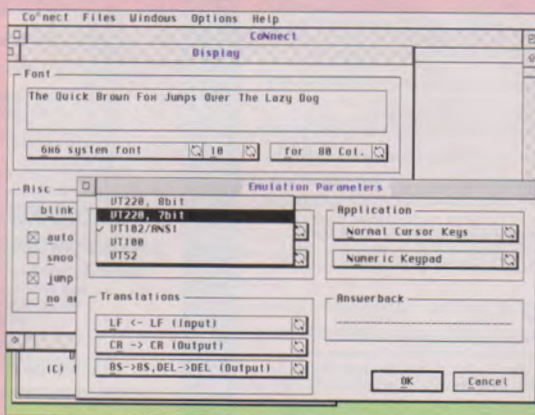 Connect Files Windows Options Help
CoNnect
Display
Font
The Quick Brown Fox Jumps Over The Lazy Dog
6X6 system font 10 for 80 Col.
Misc
blink
auto
smoo
jump
no a
Emulation Parameters
VT220, 8bit
VT220, 7bit
VT102/ANSI
VT100
VT52
Application
Normal Cursor Keys
Numeric Keypad
Translations
LF <- LF (Input)
CR -> CR (Output)
BS->BS,DEL->DEL (Output)
Answerback
OK Cancel
(C)